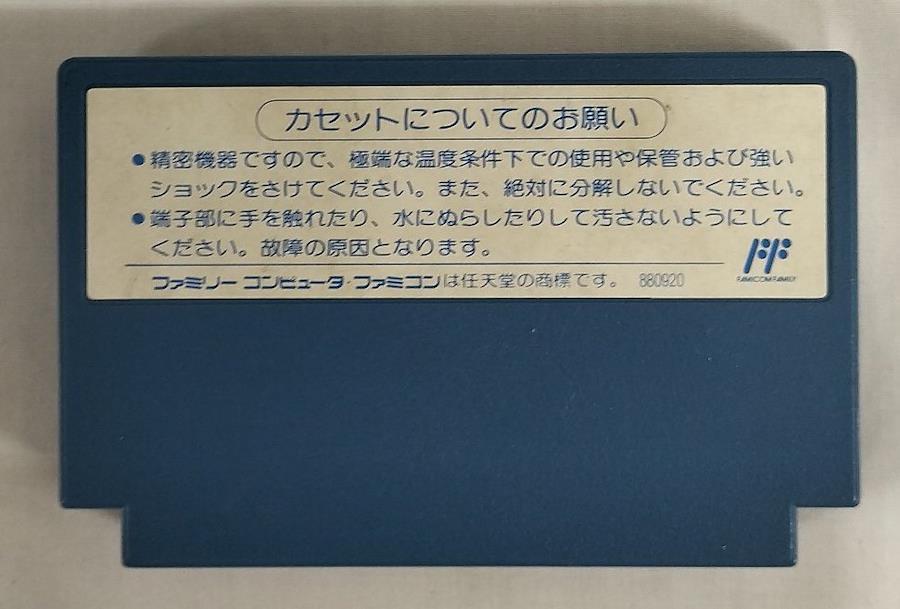 カセットについてのお願い
●精密機器ですので、極端な温度条件下での使用や保管および強い
ショックをさけてください。また、絶対に分解しないでください。
●端子部に手を触れたり、水にぬらしたりして汚さないようにして
ください。故障の原因となります。
FAMICOM FAMILY
ファミリー コンピュータ・ファミコンは任天堂の商標です。 880920